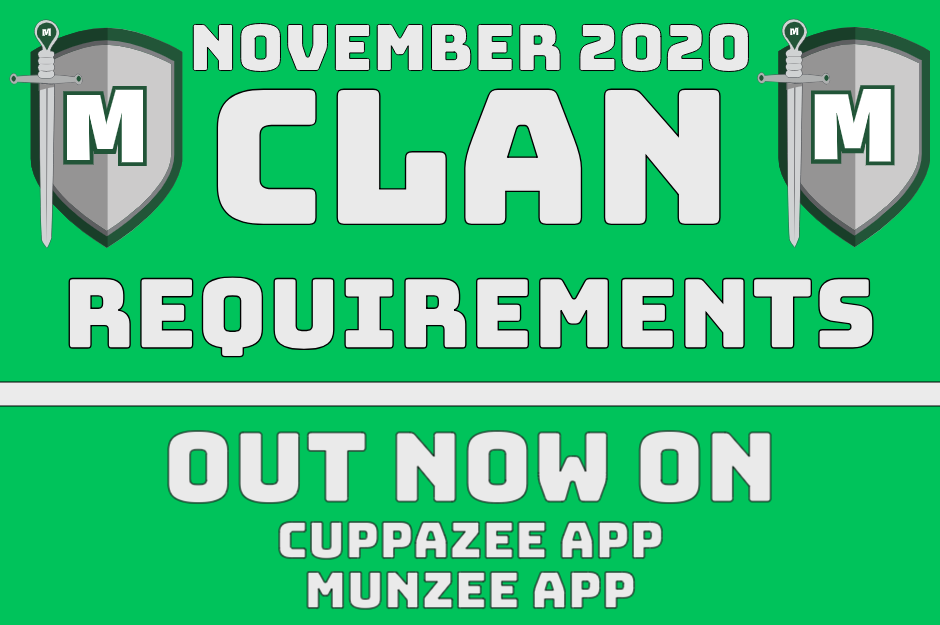 NOVEMBER 2020
CLAN
REQUIREMENTS
OUT NOW ON
CUPPAZEE APP
MUNZEE APP
M
M
M
M